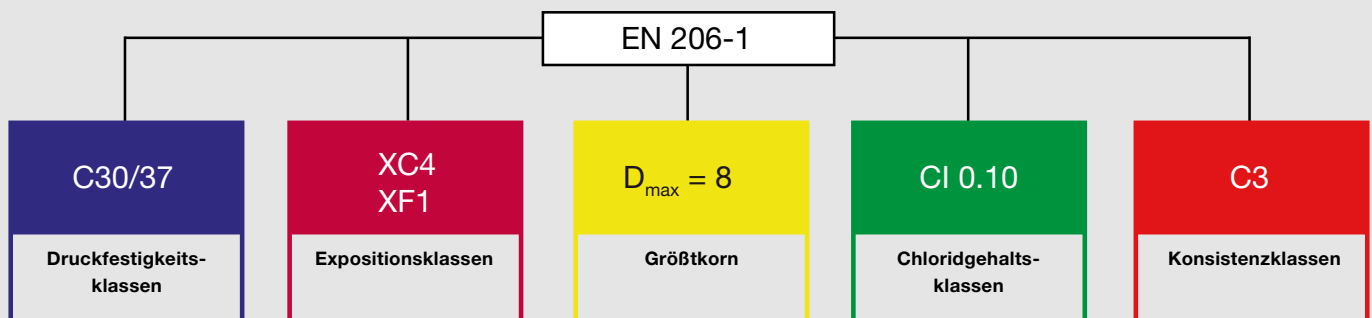 EN 206-1
C30/37
XC4
XF1
Dmax = 8
Cl 0.10
C3
Druckfestigkeits-
klassen
Expositionsklassen
Größtkorn
Chloridgehalts-
klassen
Konsistenzklassen